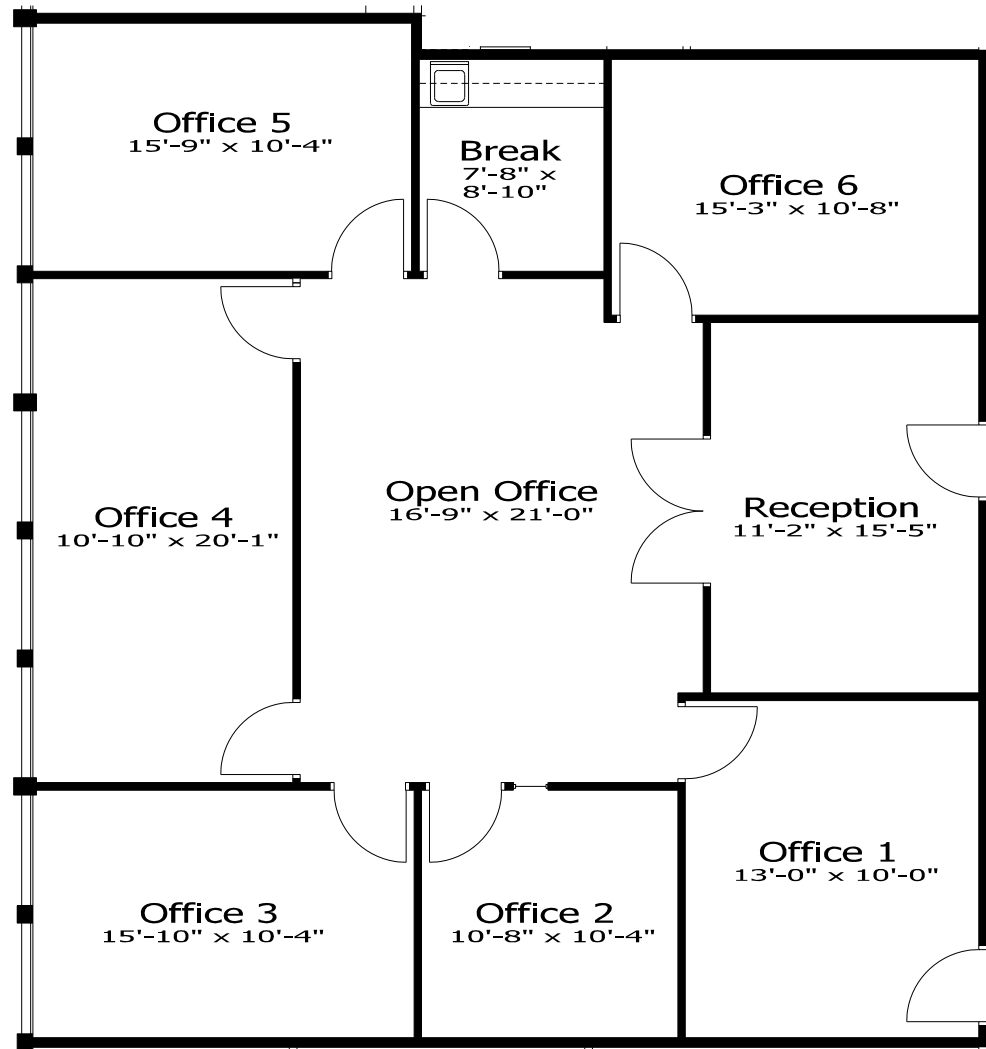 Office 5
15'-9" x 10'-4"
Break
7'-8" x
8'-10"
Office 6
15'-3" x 10'-8"
Open Office
16'-9" x 21'-0"
Office 4
10'-10" x 20'-1"
Reception
11'-2" x 15'-5"
Office 1
13'-0" x 10'-0"
Office 3
15'-10" x 10'-4"
Office 2
10'-8" x 10'-4"